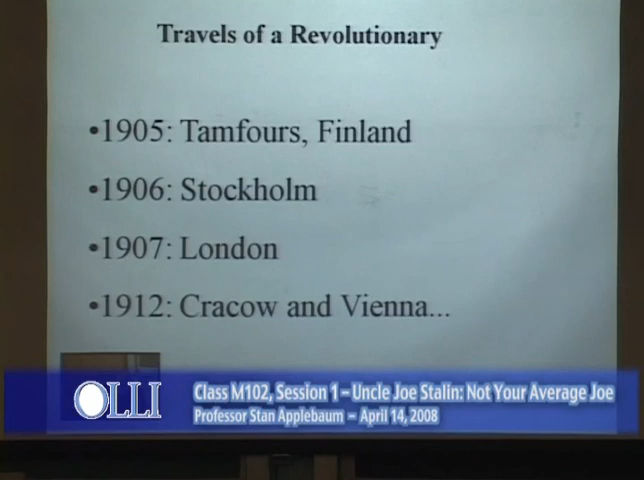 Travels of a Revolutionary
•1905: Tamfours, Finland
•1906: Stockholm
•1907: London
•1912: Cracow and Vienna...
OLLI
Class M102, Session 1 – Uncle Joe Stalin: Not Your Average Joe
Professor Stan Applebaum – April 14, 2008